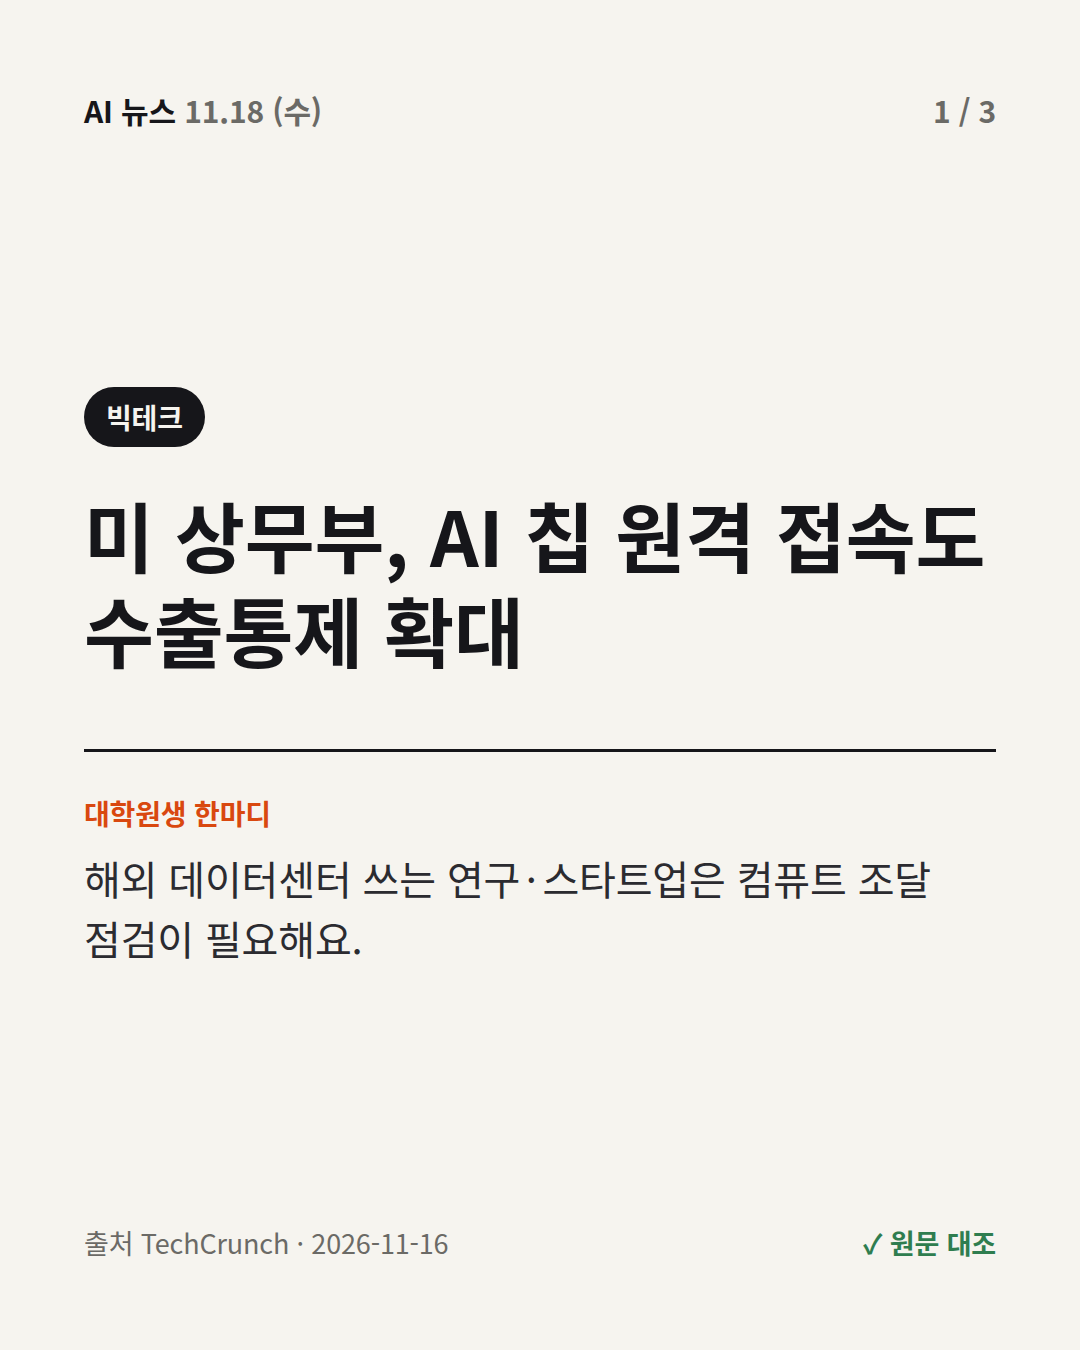 AI 뉴스 11.18 (수)
1 / 3
빅테크
미 상무부, AI 칩 원격 접속도
수출통제 확대
대학원생 한마디
해외 데이터센터 쓰는 연구·스타트업은 컴퓨트 조달
점검이 필요해요.
출처 TechCrunch · 2026-11-16
✓ 원문 대조